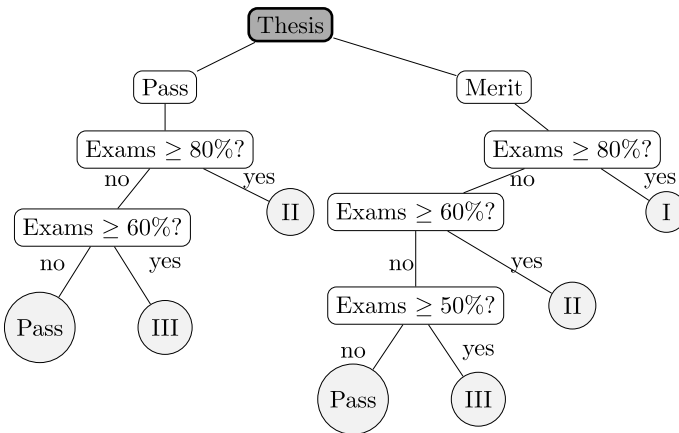 Thesis
Pass
Merit
Exams ≥ 80%?
Exams ≥ 80%?
no
yes
no
yes
Exams ≥ 60%?
II
Exams ≥ 60%?
I
no
yes
no
yes
Pass
III
Exams ≥ 50%?
II
no
yes
Pass
III